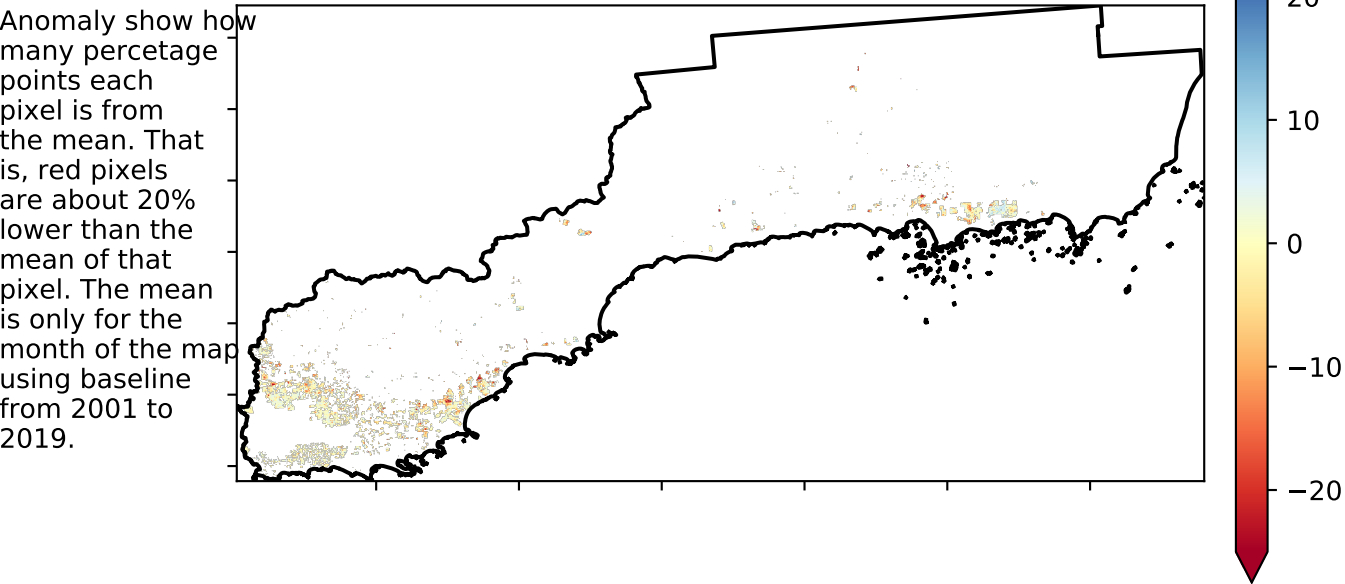 Anomaly show how
many percetage
points each
pixel is from
the mean. That
is, red pixels
are about 20%
lower than the
mean of that
pixel. The mean
is only for the
month of the map
using baseline
from 2001 to
2019.
20
10
0
−10
−20